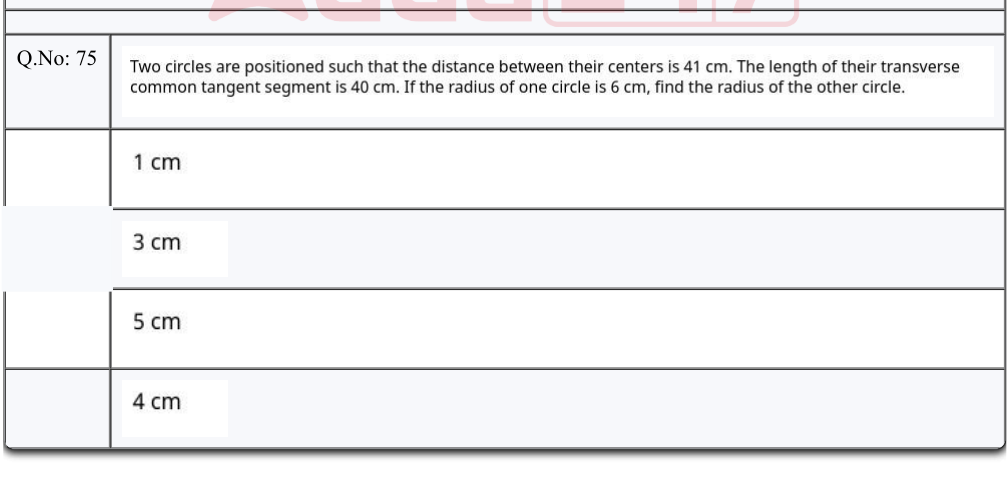 Q.No: 75
Two circles are positioned such that the distance between their centers is 41 cm. The length of their transverse
common tangent segment is 40 cm. If the radius of one circle is 6 cm, find the radius of the other circle.
1 cm
3 cm
5 cm
4 cm